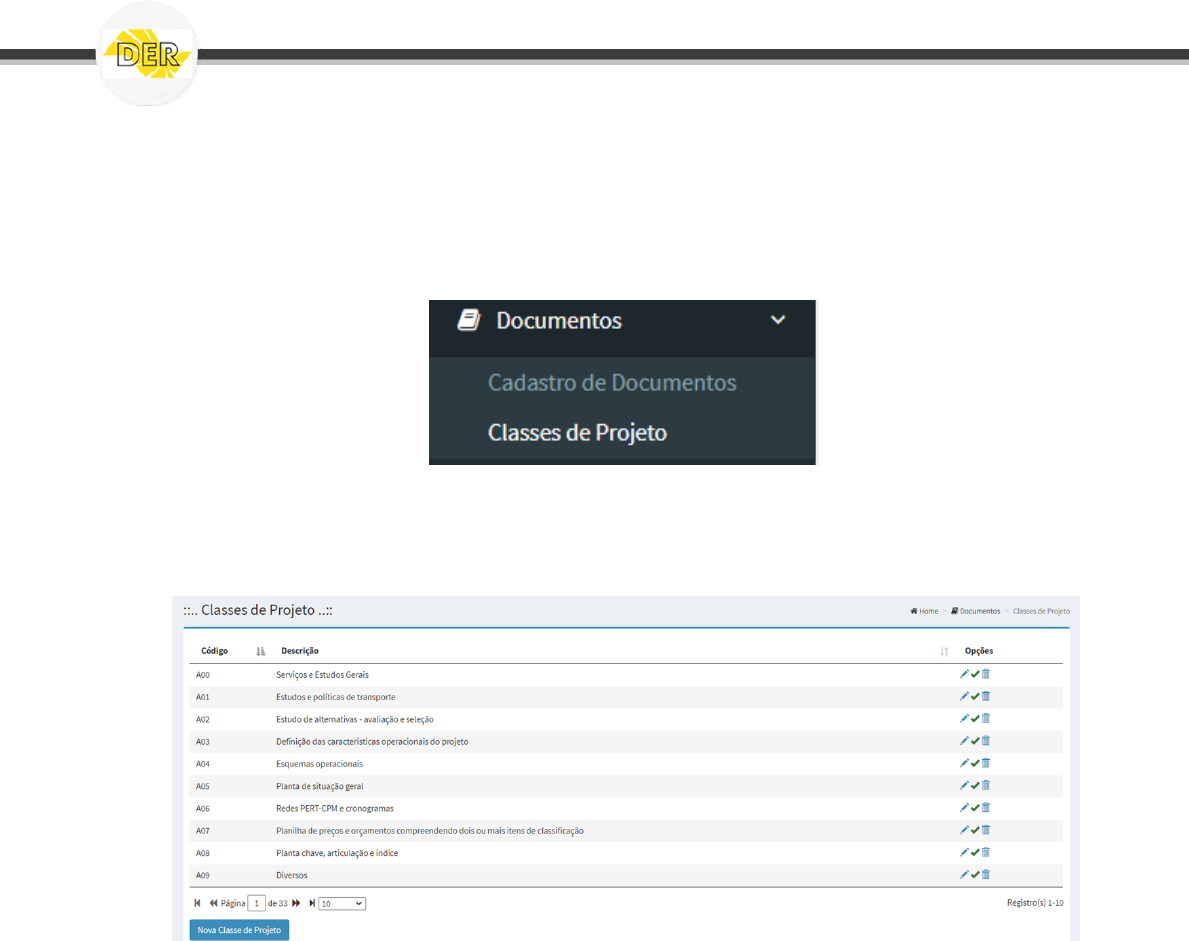 DER
Documentos
Cadastro de Documentos
Classes de Projeto
::.. Classes de Projeto ..::
Home > Documentos > Classes de Projeto
Código Descrição Opções
A00 Serviços e Estudos Gerais
A01 Estudos e políticas de transporte
A02 Estudo de alternativas - avaliação e seleção
A03 Definição das características operacionais do projeto
A04 Esquemas operacionais
A05 Planta de situação geral
A06 Redes PERT-CPM e cronogramas
A07 Planilha de preços e orçamentos compreendendo dois ou mais itens de classificação
A08 Planta chave, articulação e índice
A09 Diversos
Página 1 de 33 10 Registro(s) 1-10
Nova Classe de Projeto